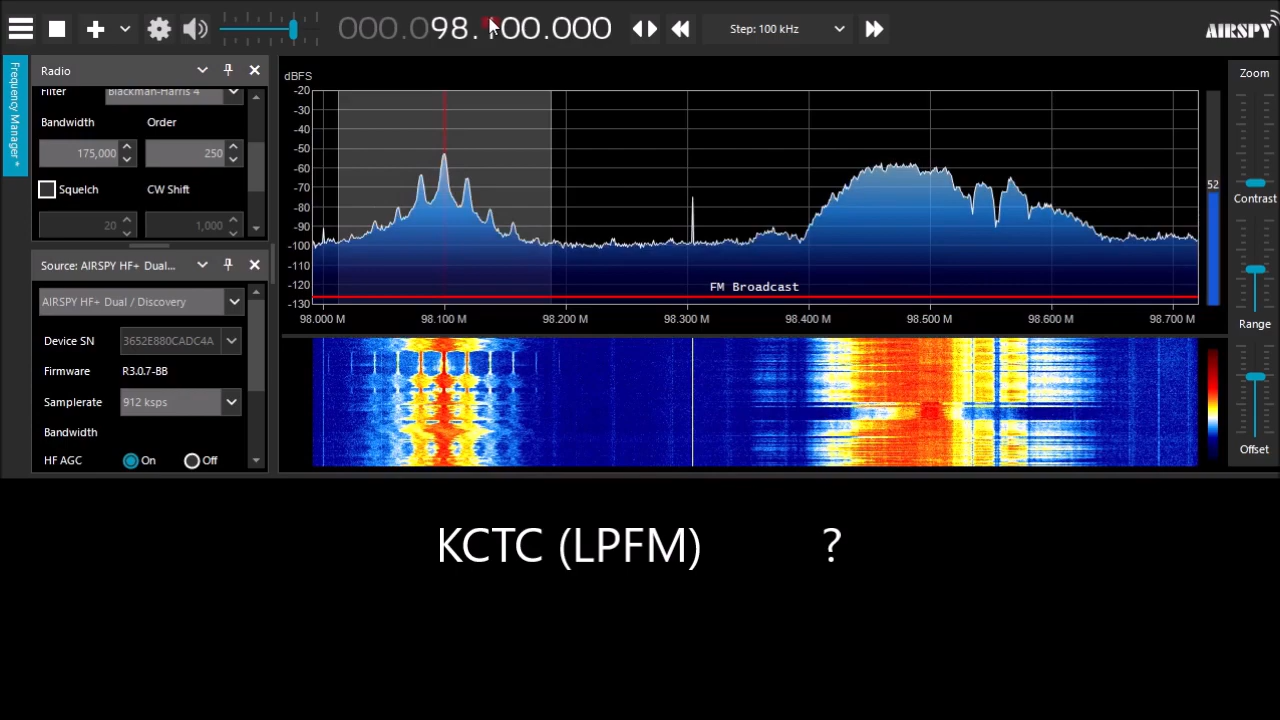 000.098.100.000
Step: 100 kHz
AIRSPY
Frequency Manager *
Radio
Filter
Blackman-Harris 4
Bandwidth
Order
175,000
250
Squelch
CW Shift
20
1,000
Source: AIRSPY HF+ Dual...
AIRSPY HF+ Dual / Discovery
Device SN
3652E880CADC4A
Firmware
R3.0.7-BB
Samplerate
912 ksps
Bandwidth
HF AGC
On
Off
dBFS
-20
-30
-40
-50
-60
-70
-80
-90
-100
-110
-120
-130
FM Broadcast
98.000 M
98.100 M
98.200 M
98.300 M
98.400 M
98.500 M
98.600 M
98.700 M
52
Zoom
Contrast
Range
Offset
KCTC (LPFM) ?